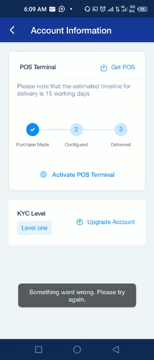 6:09 AM
Account Information
POS Terminal
Get POS
Please note that the estimated timeline for
delivery is 15 working days
2
3
Purchase Made
Configured
Delivered
Activate POS Terminal
KYC Level
Level one
Upgrade Account
Something went wrong. Please try
again.